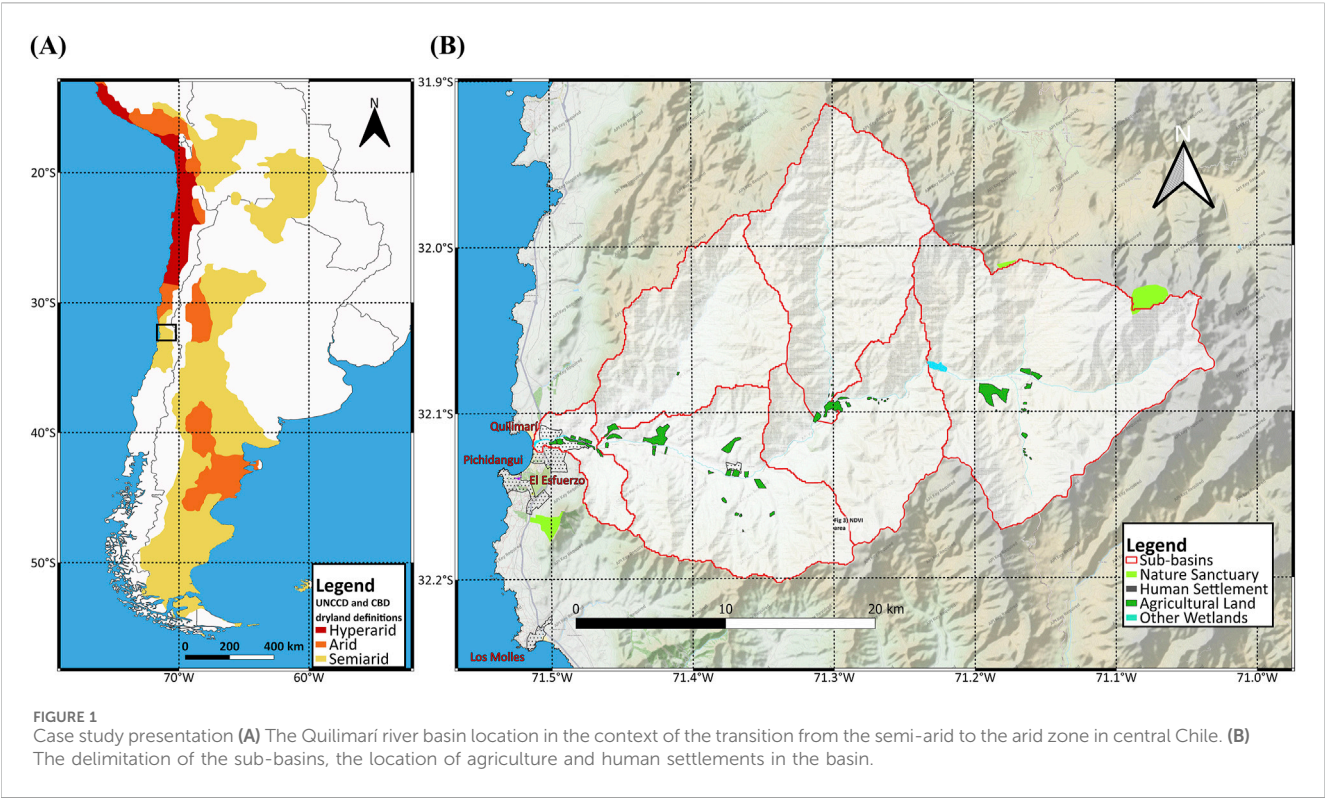 (A)
(B)
N
20°S
30°S
40°S
50°S
70°W
60°W
Legend
UNCCD and CBD
dryland definitions
Hyperarid
Arid
Semiarid
0 200 400 km
31.9°S
32.0°S
32.1°S
32.2°S
N
Quilimarí
Pichidangui
El Esfuerzo
Los Molles
Fig 3) NDVI
area
0 10 20 km
Legend
Sub-basins
Nature Sanctuary
Human Settlement
Agricultural Land
Other Wetlands
71.5°W
71.4°W
71.3°W
71.2°W
71.1°W
71.0°W
FIGURE 1
Case study presentation (A) The Quilimarí river basin location in the context of the transition from the semi-arid to the arid zone in central Chile. (B)
The delimitation of the sub-basins, the location of agriculture and human settlements in the basin.